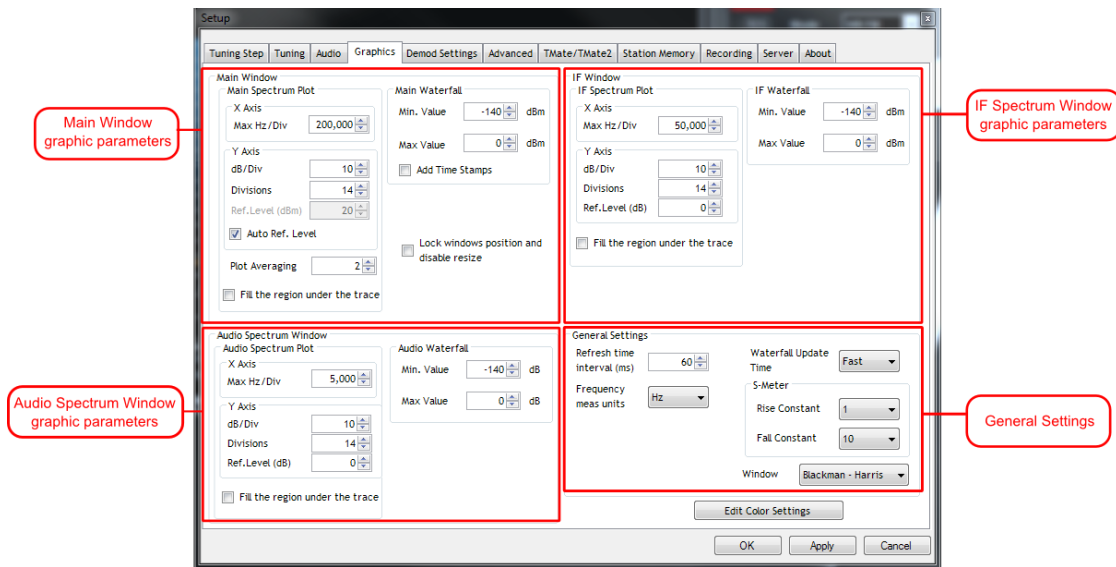 Setup
Tuning Step Tuning Audio Graphics Demod Settings Advanced TMate/TMate2 Station Memory Recording Server About
Main Window
Main Spectrum Plot
X Axis
Max Hz/Div 200,000
Y Axis
dB/Div 10
Divisions 14
Ref.Level (dBm) 20
Auto Ref. Level
Plot Averaging 2
Fill the region under the trace
Main Waterfall
Min. Value -140 dBm
Max Value 0 dBm
Add Time Stamps
Lock windows position and
disable resize
IF Window
IF Spectrum Plot
X Axis
Max Hz/Div 50,000
Y Axis
dB/Div 10
Divisions 14
Ref.Level (dB) 0
Fill the region under the trace
IF Waterfall
Min. Value -140 dBm
Max Value 0 dBm
Main Window
graphic parameters
IF Spectrum Window
graphic parameters
Audio Spectrum Window
Audio Spectrum Plot
X Axis
Max Hz/Div 5,000
Y Axis
dB/Div 10
Divisions 14
Ref.Level (dB) 0
Fill the region under the trace
Audio Waterfall
Min. Value -140 dB
Max Value 0 dB
General Settings
Refresh time
interval (ms) 60
Frequency
meas units Hz
Waterfall Update
Time Fast
S-Meter
Rise Constant 1
Fall Constant 10
Window Blackman - Harris
Audio Spectrum Window
graphic parameters
General Settings
Edit Color Settings
OK Apply Cancel